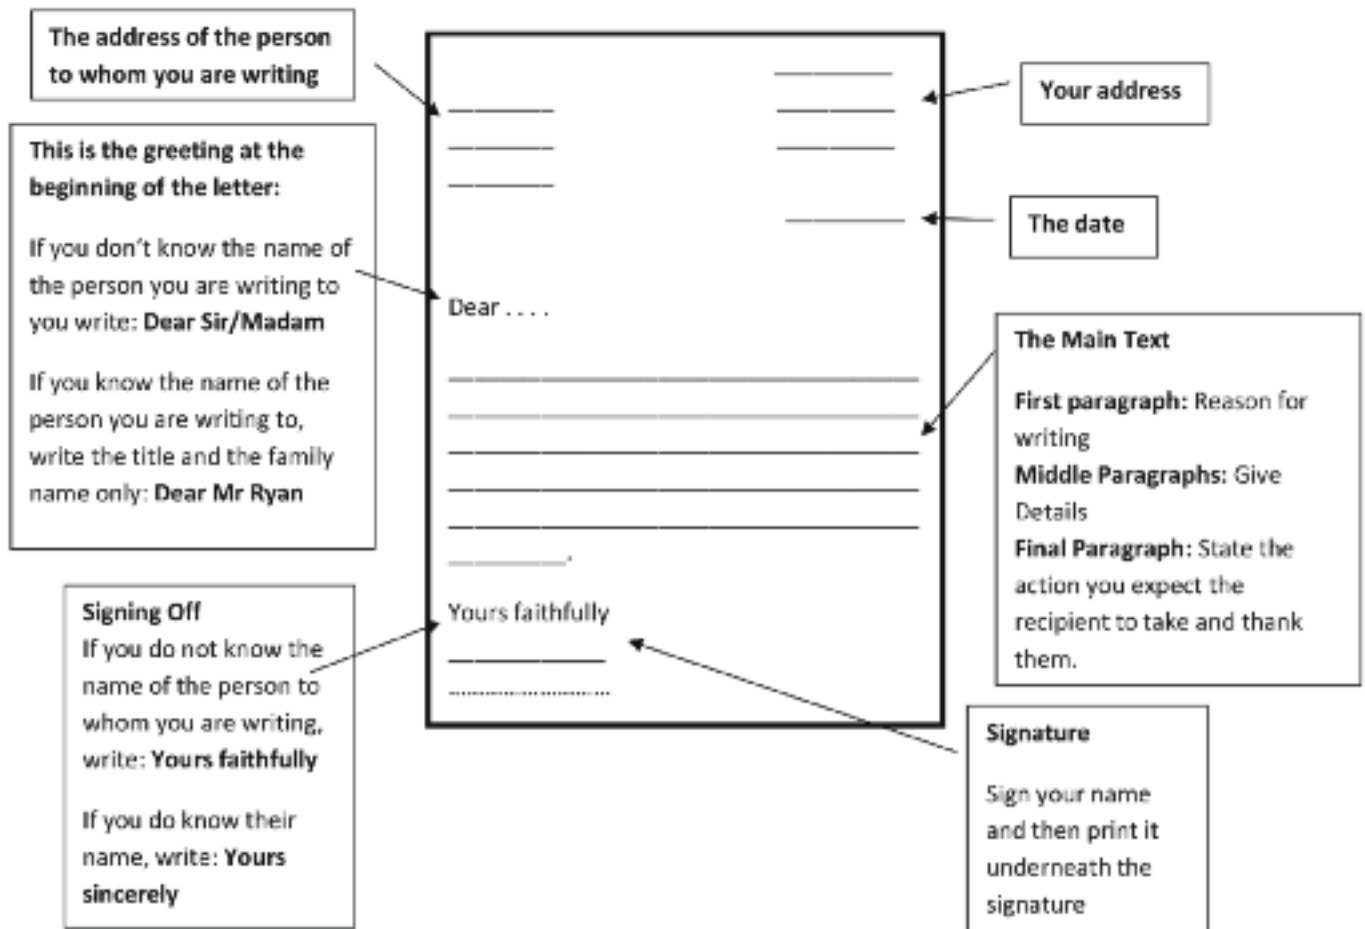 The address of the person
to whom you are writing
Your address
This is the greeting at the
beginning of the letter:
If you don't know the name of
the person you are writing to
you write: Dear Sir/Madam
If you know the name of the
person you are writing to,
write the title and the family
name only: Dear Mr Ryan
The date
Dear . . . .
The Main Text
First paragraph: Reason for
writing
Middle Paragraphs: Give
Details
Final Paragraph: State the
action you expect the
recipient to take and thank
them.
Signing Off
If you do not know the
name of the person to
whom you are writing,
write: Yours faithfully
If you do know their
name, write: Yours
sincerely
Yours faithfully
Signature
Sign your name
and then print it
underneath the
signature